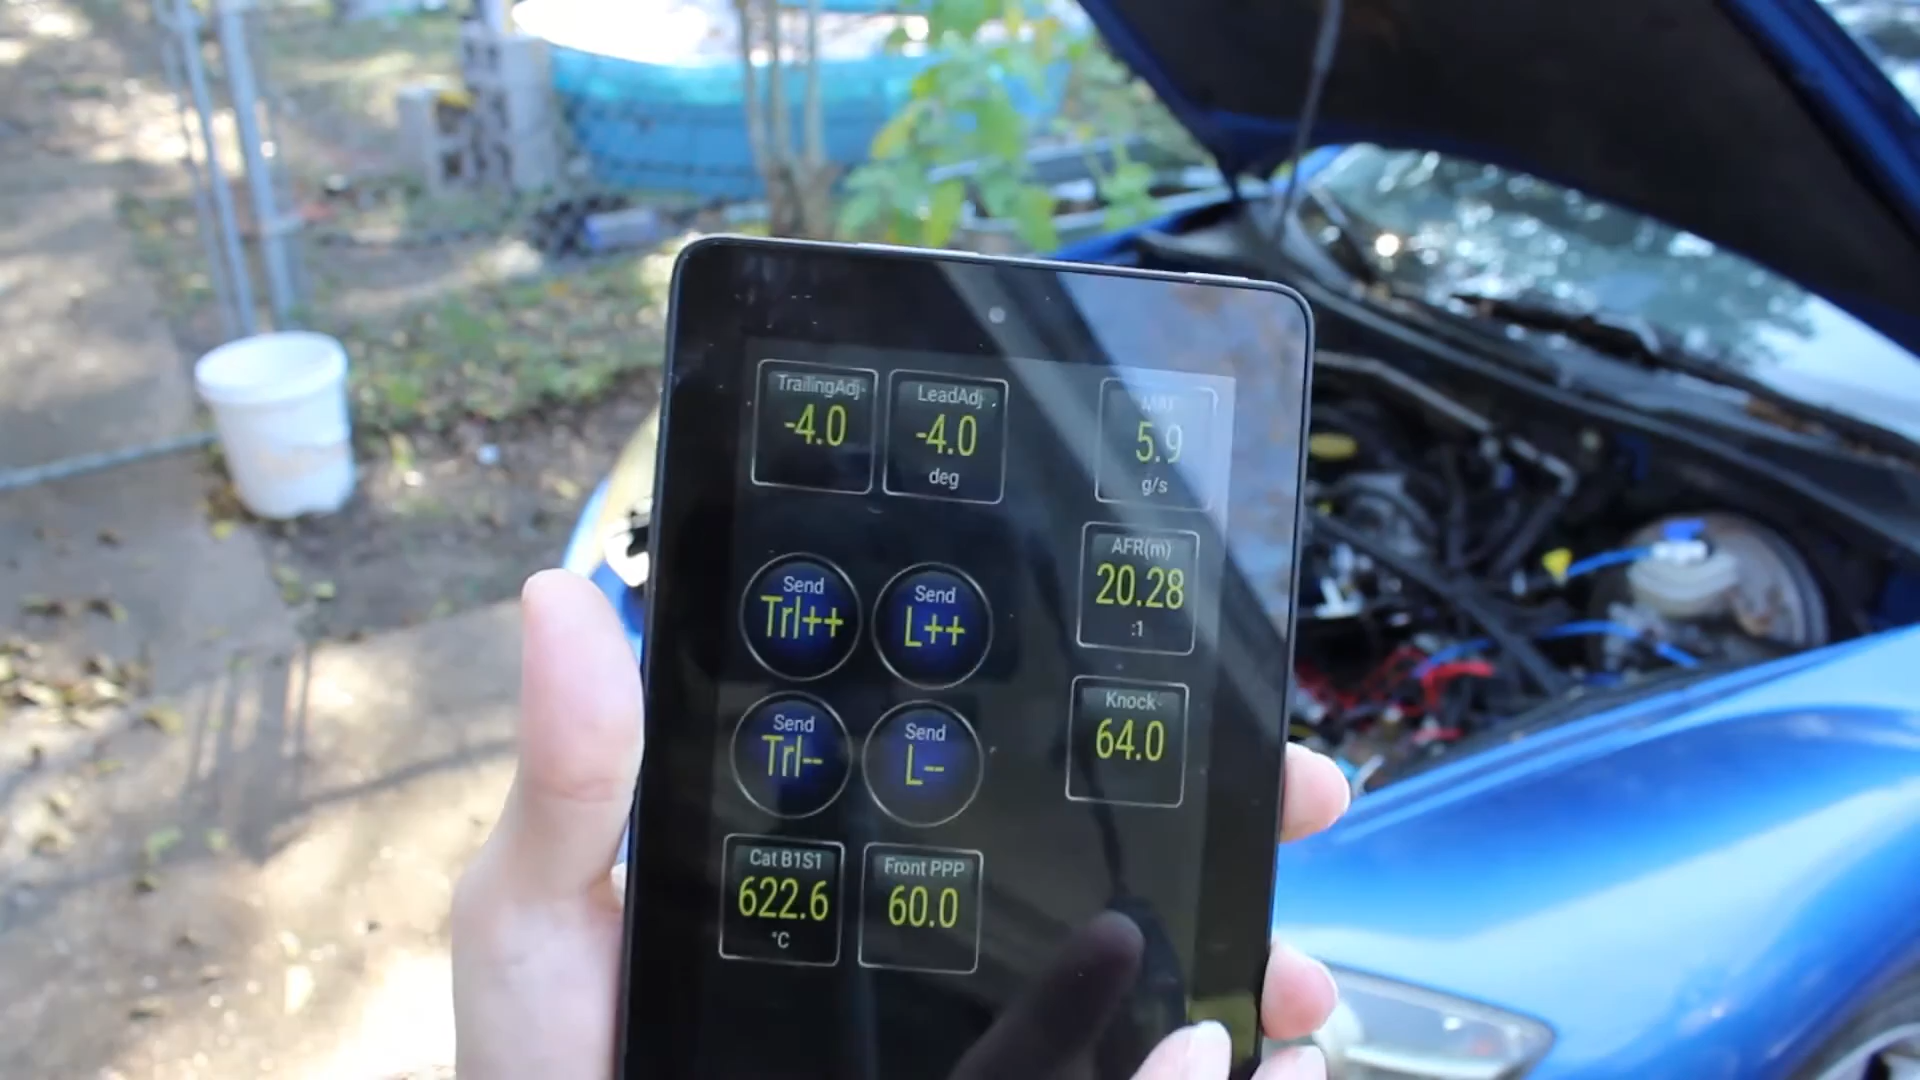 TrailingAdj
-4.0
LeadAdj
-4.0
deg
5.9
g/s
AFR(m)
20.28
:1
Send
Trl++
Send
L++
Knock
64.0
Send
Trl--
Send
L--
Cat B1S1
622.6
°C
Front PPP
60.0